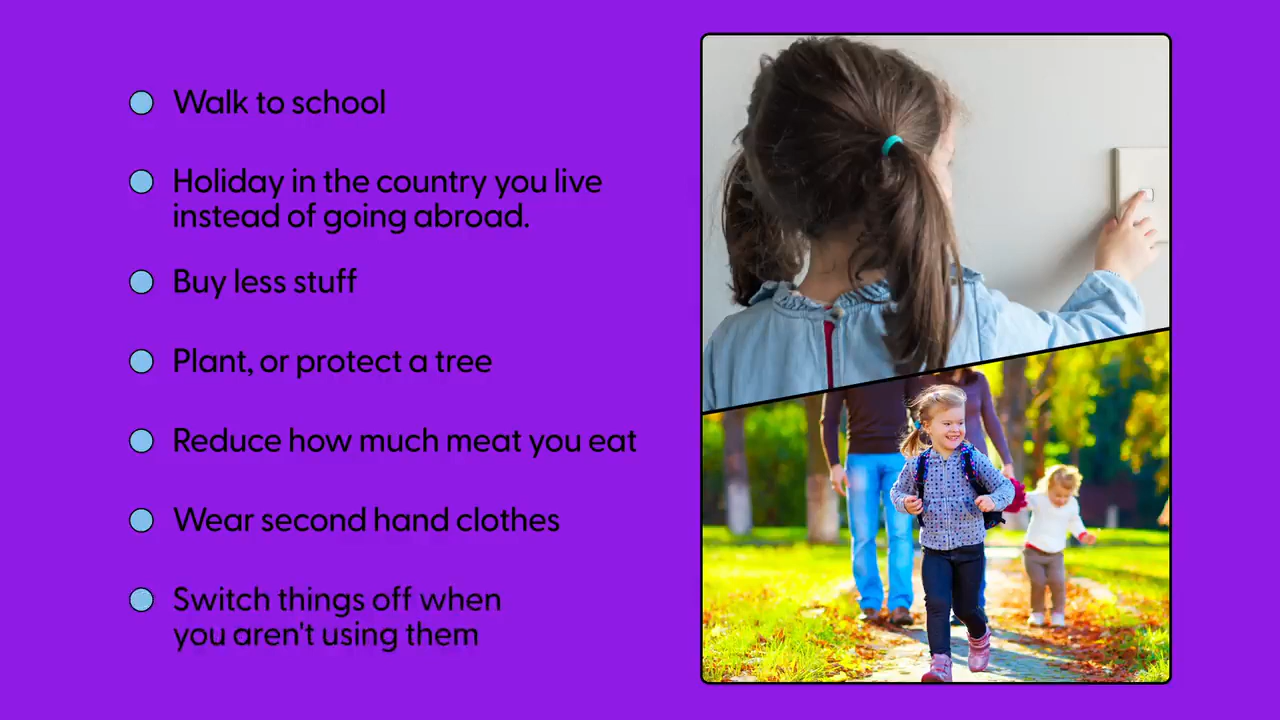 Walk to school
Holiday in the country you live
instead of going abroad.
Buy less stuff
Plant, or protect a tree
Reduce how much meat you eat
Wear second hand clothes
Switch things off when
you aren't using them